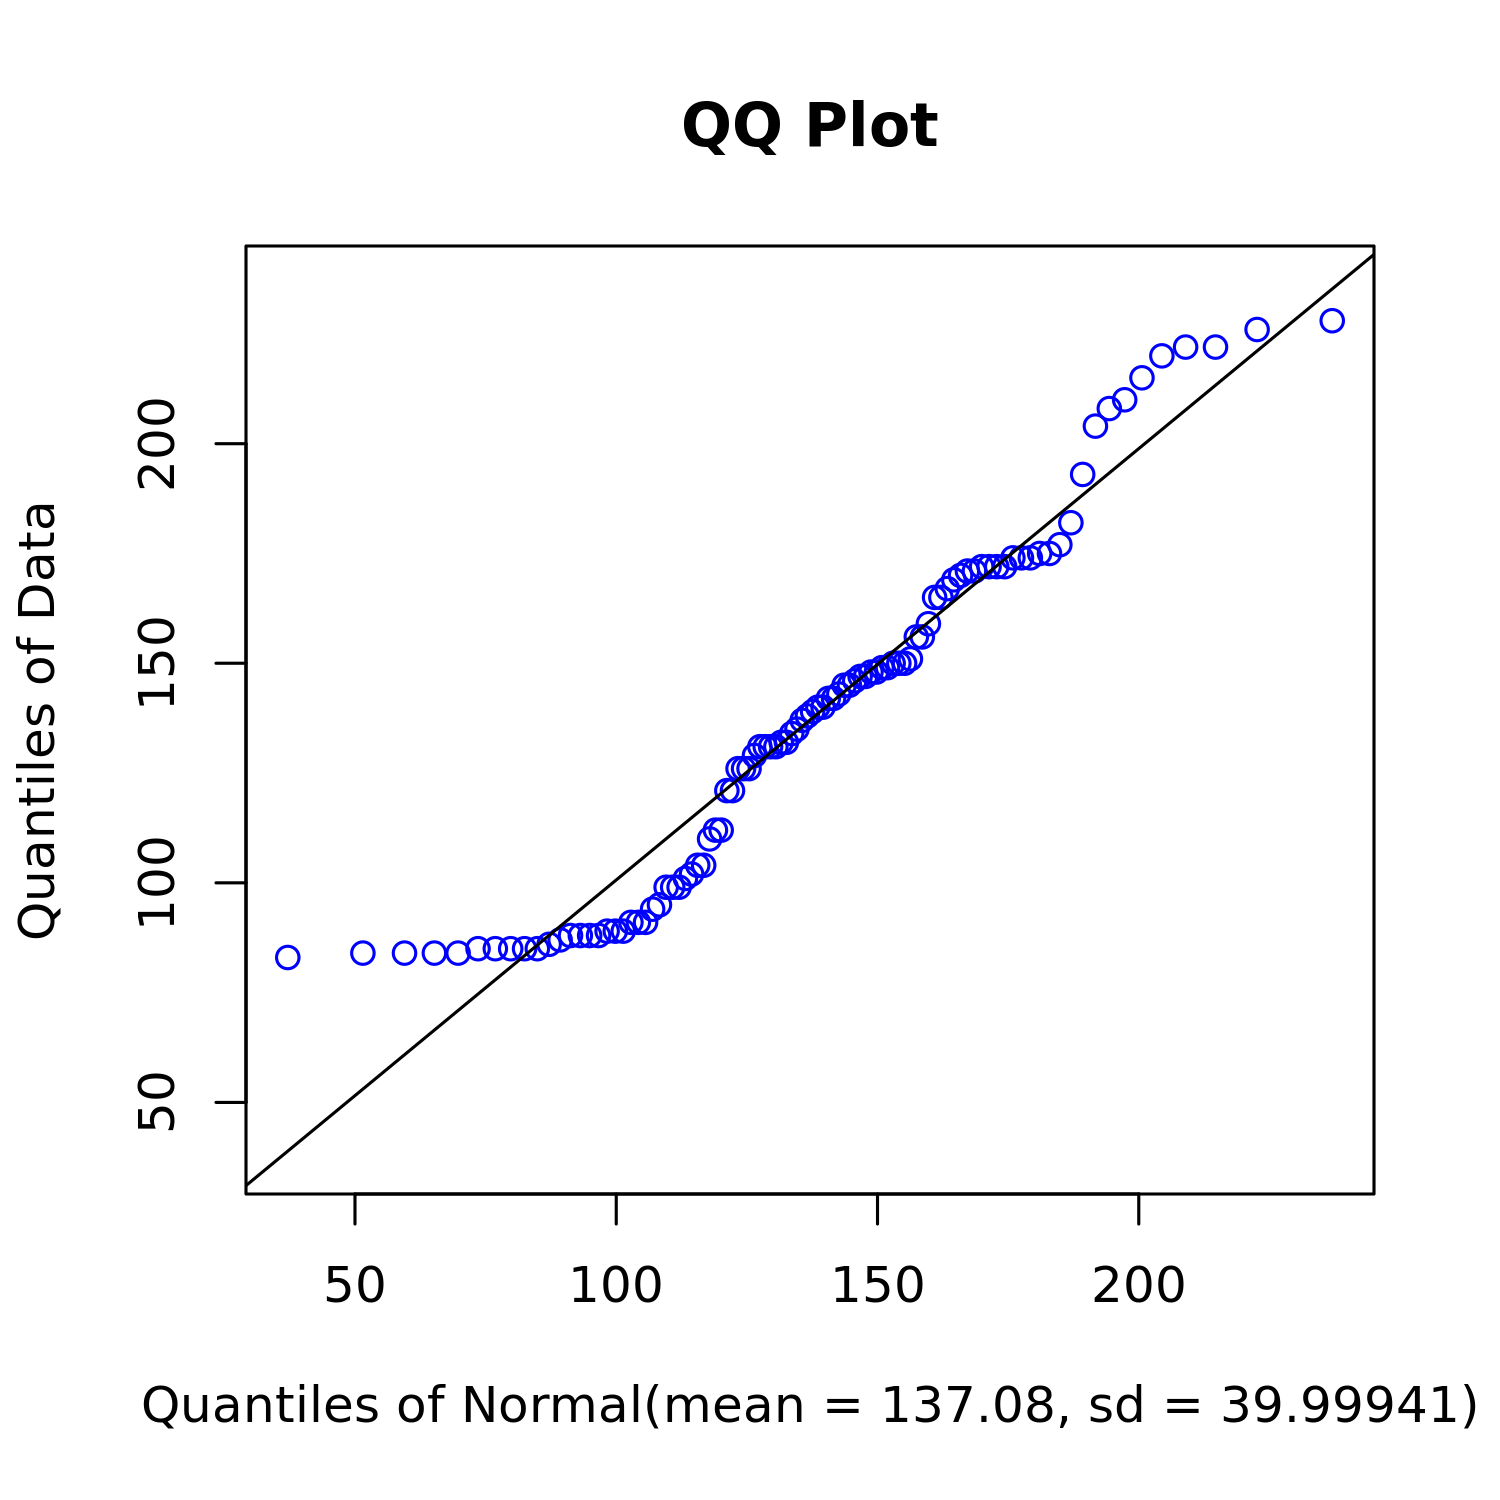 QQ Plot
Quantiles of Data
200
150
100
50
50 100 150 200
Quantiles of Normal(mean = 137.08, sd = 39.99941)